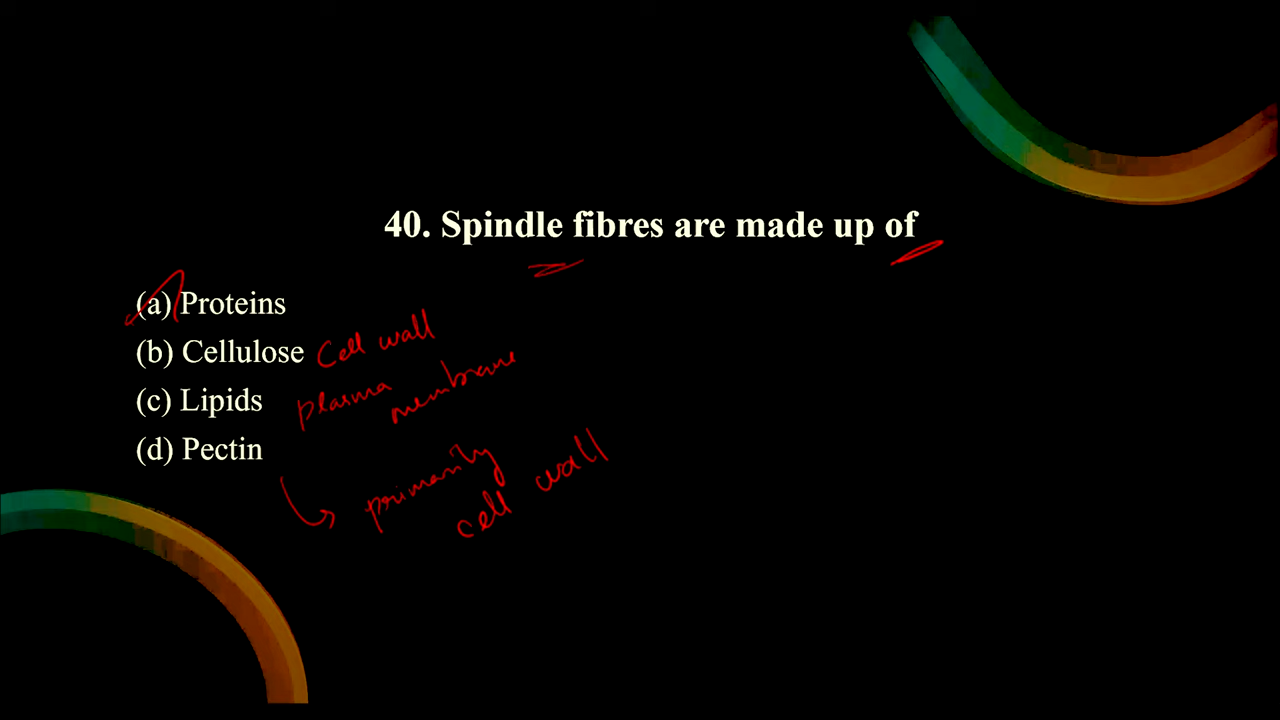 40. Spindle fibres are made up of
(a) Proteins
(b) Cellulose cell wall
(c) Lipids plasma membrane
(d) Pectin
primarily
cell wall